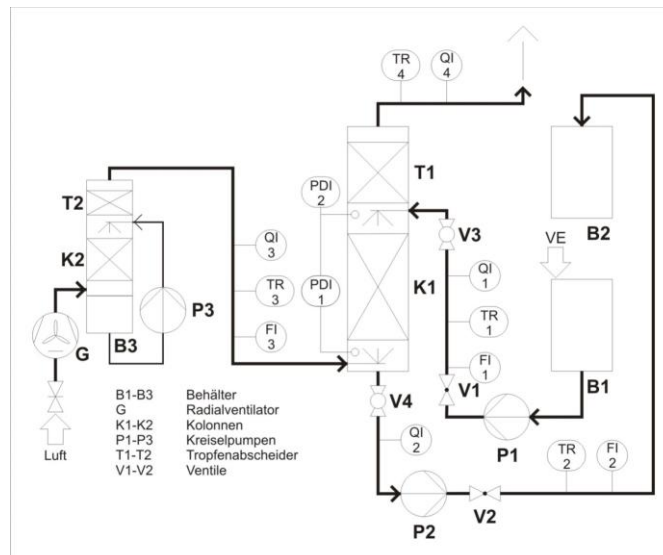 TR
4
QI
4
T1
PDI
2
T2
K2
QI
3
V3
B2
VE
K1
QI
1
PDI
1
TR
3
P3
TR
1
FI
3
FI
1
G
B3
V1
B1
V4
P1
B1-B3 Behälter
G Radialventilator
K1-K2 Kolonnen
P1-P3 Kreiselpumpen
T1-T2 Tropfenabscheider
V1-V2 Ventile
Luft
QI
2
TR
2
FI
2
P2
V2